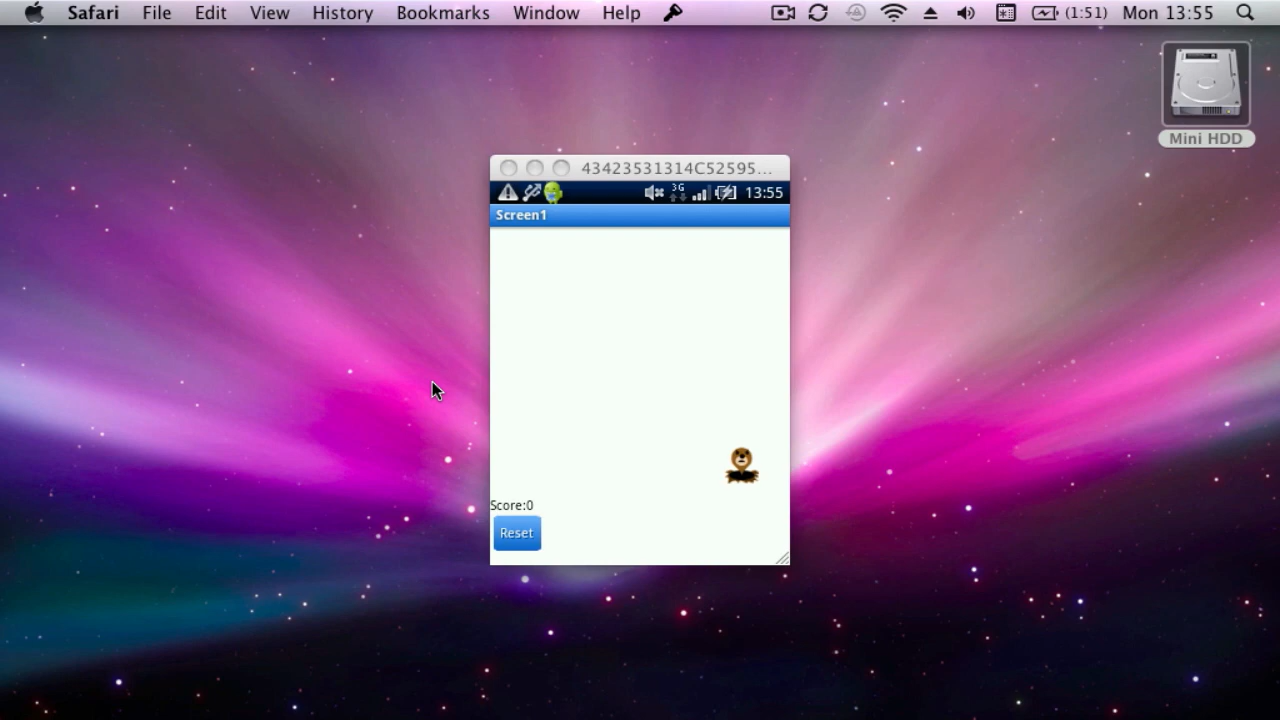 Safari File Edit View History Bookmarks Window Help (1:51) Mon 13:55
Mini HDD
43423531314C52595...
3G 13:55
Screen1
Score:0
Reset